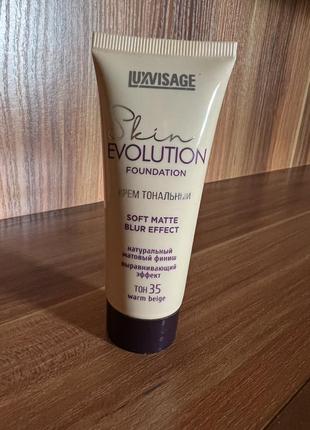 LUXVISAGE
Skin
EVOLUTION
FOUNDATION
КРЕМ ТОНАЛЬНЫЙ
SOFT MATTE
BLUR EFFECT
натуральный
матовый финиш
выравнивающий
эффект
ТОН 35
warm beige